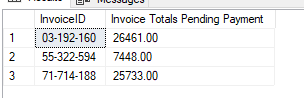 Messages
InvoiceID Invoice Totals Pending Payment
1 03-192-160 26461.00
2 55-322-594 7448.00
3 71-714-188 25733.00